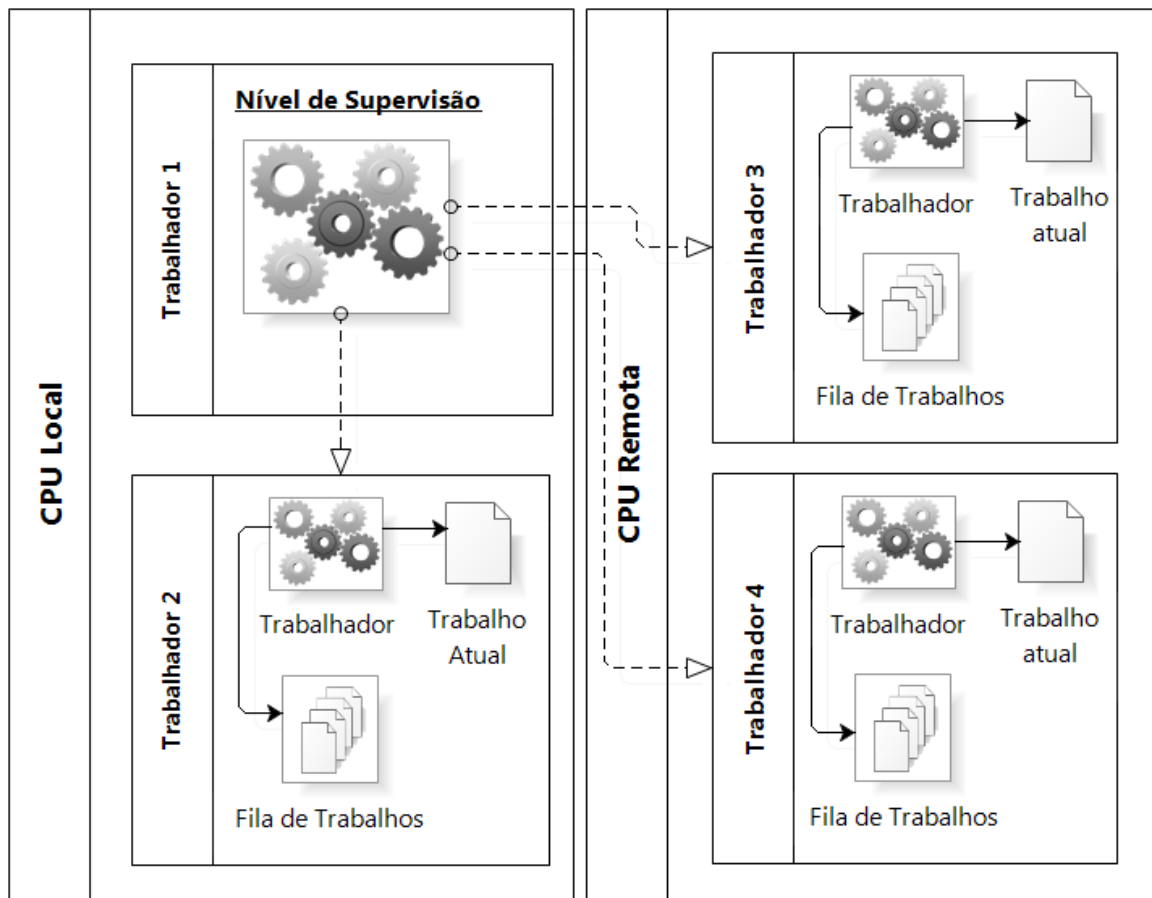 CPU Local
Trabalhador 1
Nível de Supervisão
Trabalhador 2
Trabalhador
Trabalho
Atual
Fila de Trabalhos
CPU Remota
Trabalhador 3
Trabalhador
Trabalho
atual
Fila de Trabalhos
Trabalhador 4
Trabalhador
Trabalho
atual
Fila de Trabalhos